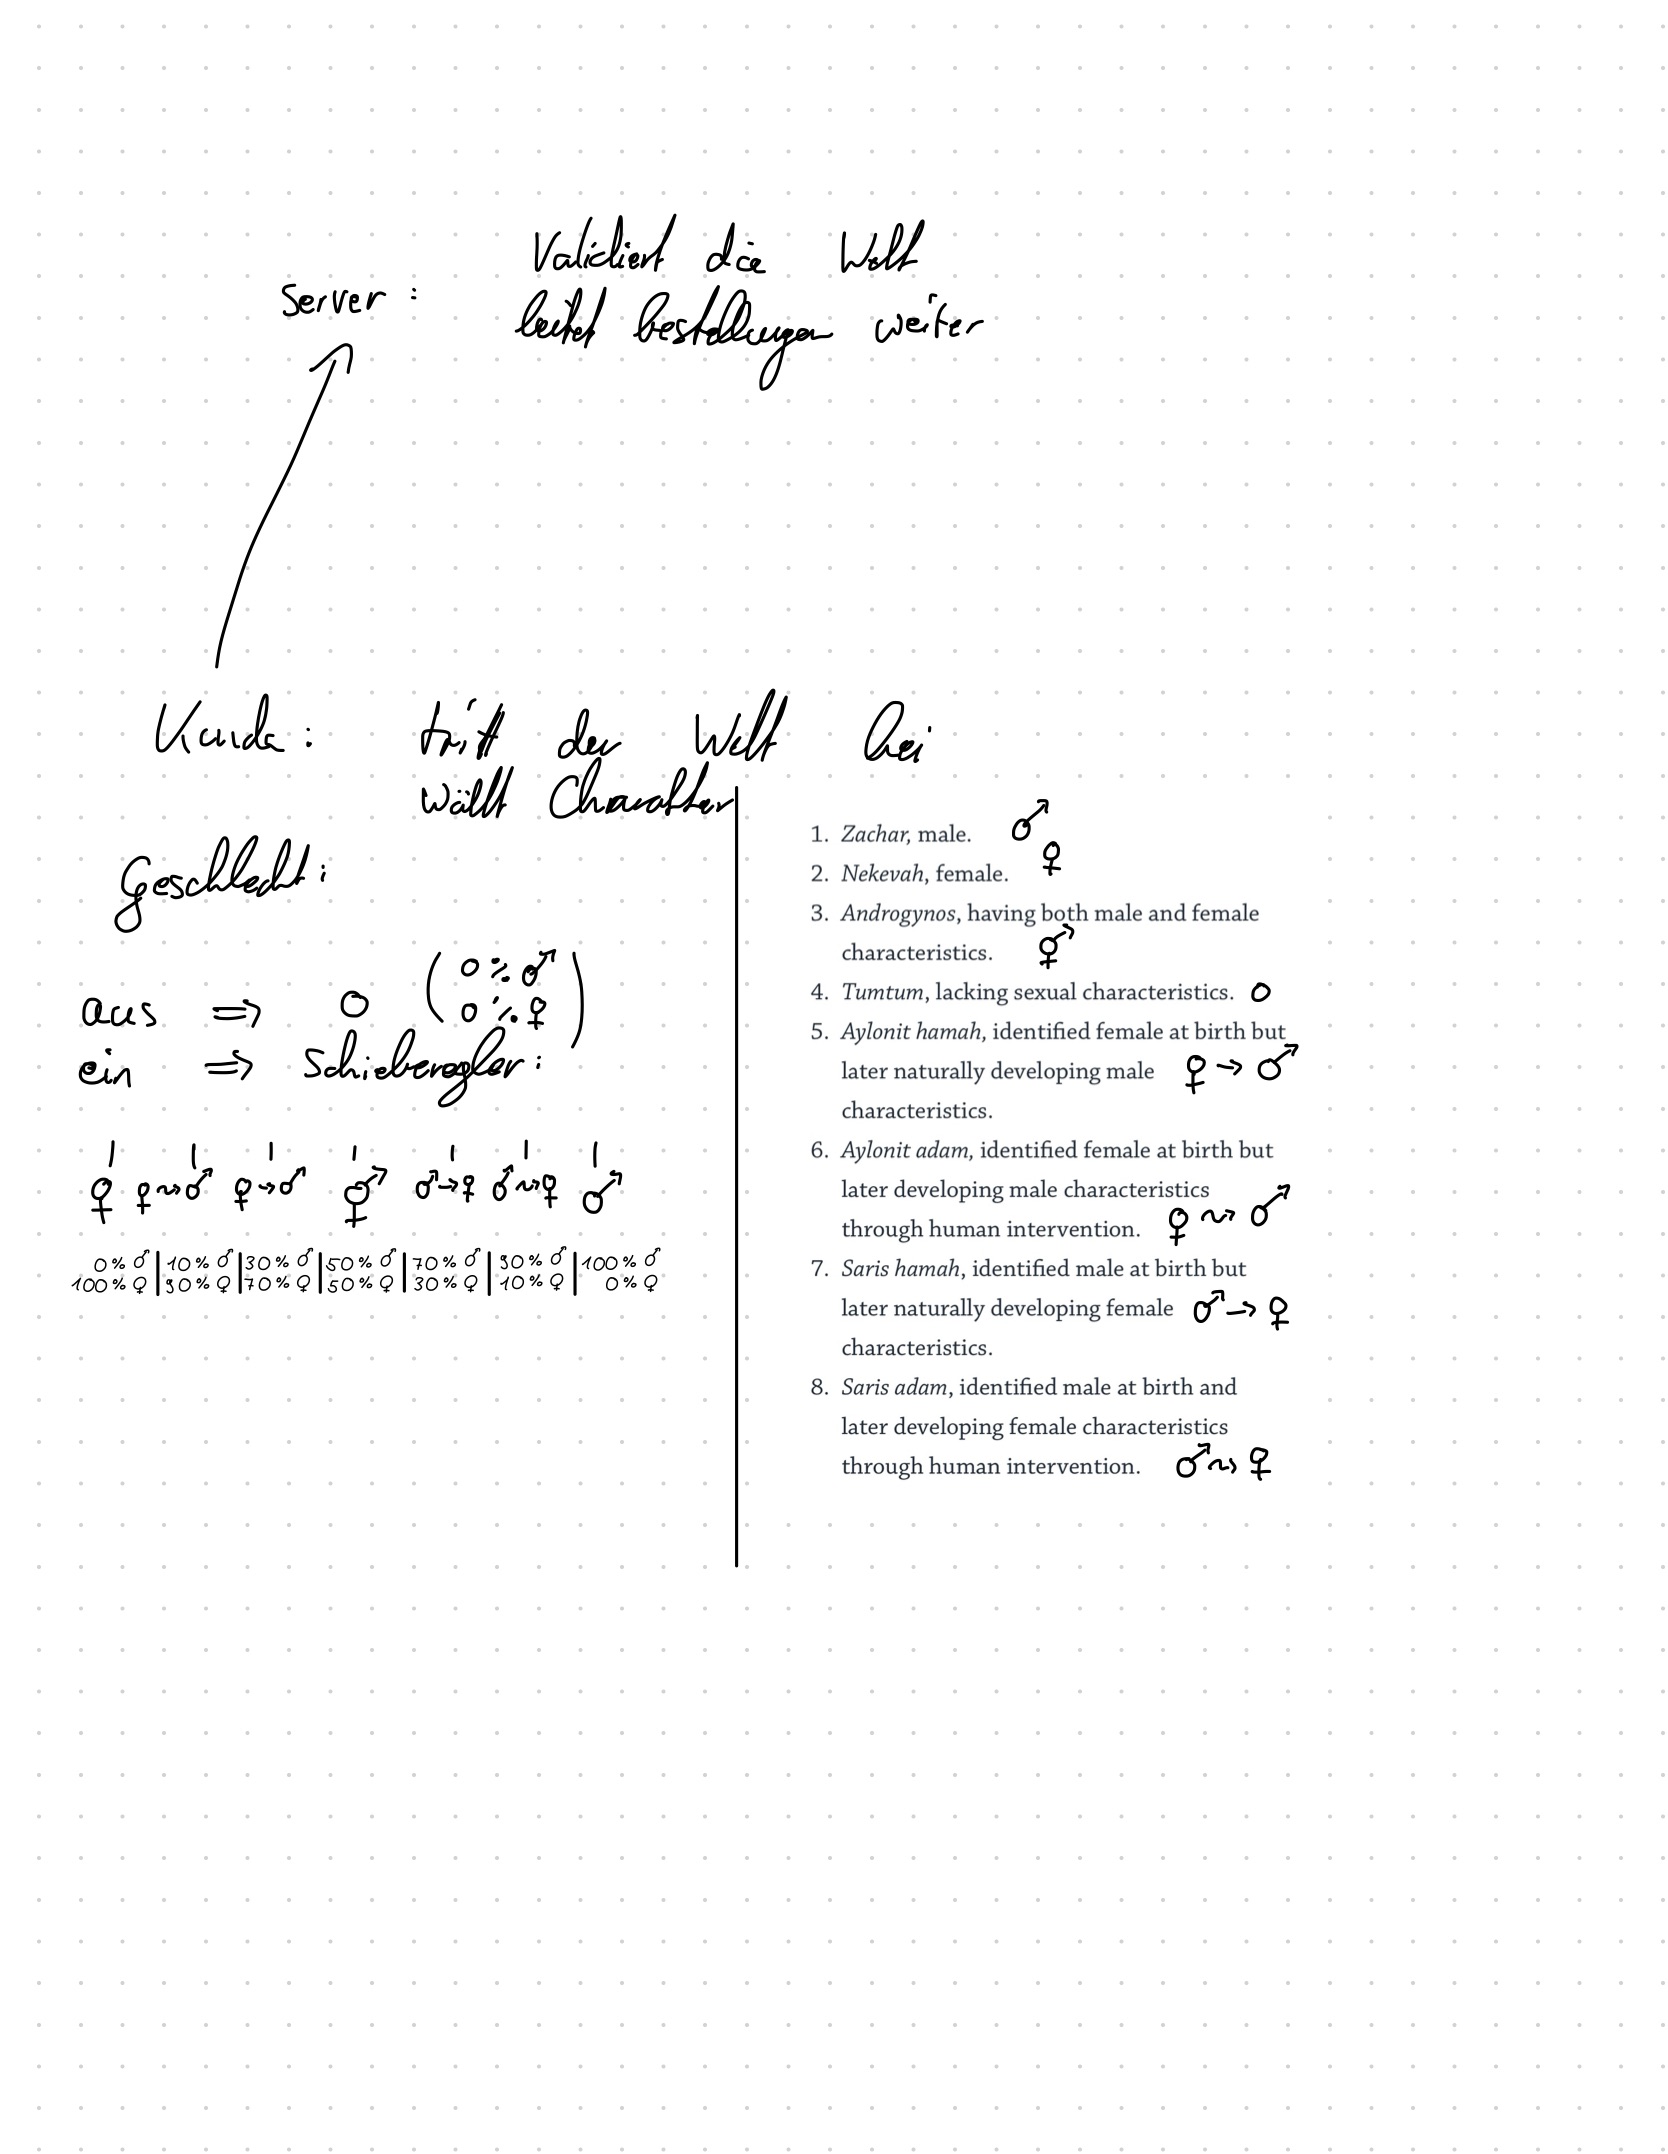 Validiert die Welt
Server:
leitet bestellungen weiter
Kunde: tritt der Welt bei
wählt Charakter
Geschlecht:
aus ⇒ O (0% ♂ 0% ♀)
ein ⇒ Schieberegler:
♀ ♀⇝♂ ♀→♂ ⚥ ♂→♀ ♂⇝♀ ♂
0% ♂ | 10% ♂ | 30% ♂ | 50% ♂ | 70% ♂ | 90% ♂ | 100% ♂
100% ♀ | 90% ♀ | 70% ♀ | 50% ♀ | 30% ♀ | 10% ♀ | 0% ♀
1. Zachar, male. ♂
2. Nekevah, female. ♀
3. Androgynos, having both male and female
characteristics. ⚥
4. Tumtum, lacking sexual characteristics. O
5. Aylonit hamah, identified female at birth but
later naturally developing male ♀→♂
characteristics.
6. Aylonit adam, identified female at birth but
later developing male characteristics
through human intervention. ♀⇝♂
7. Saris hamah, identified male at birth but
later naturally developing female ♂→♀
characteristics.
8. Saris adam, identified male at birth and
later developing female characteristics
through human intervention. ♂⇝♀